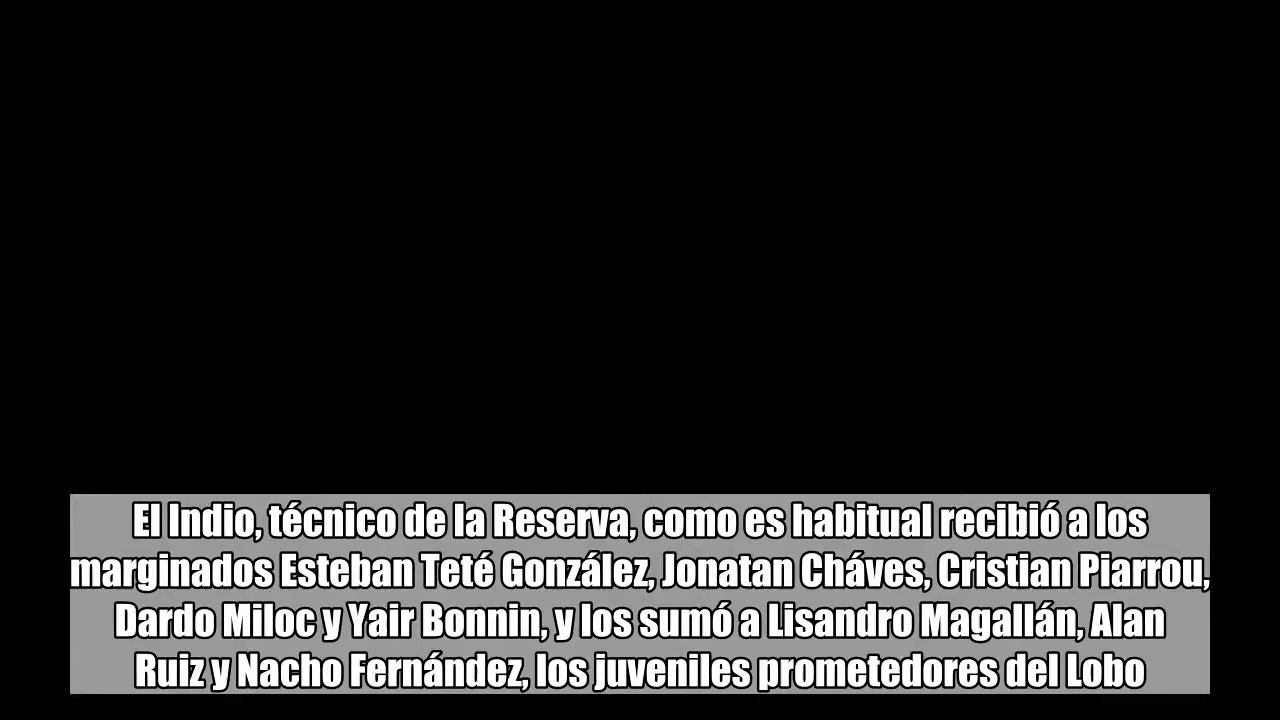 El Indio, técnico de la Reserva, como es habitual recibió a los
marginados Esteban Teté González, Jonatan Cháves, Cristian Piarrou,
Dardo Miloc y Yair Bonnin, y los sumó a Lisandro Magallán, Alan
Ruiz y Nacho Fernández, los juveniles prometedores del Lobo